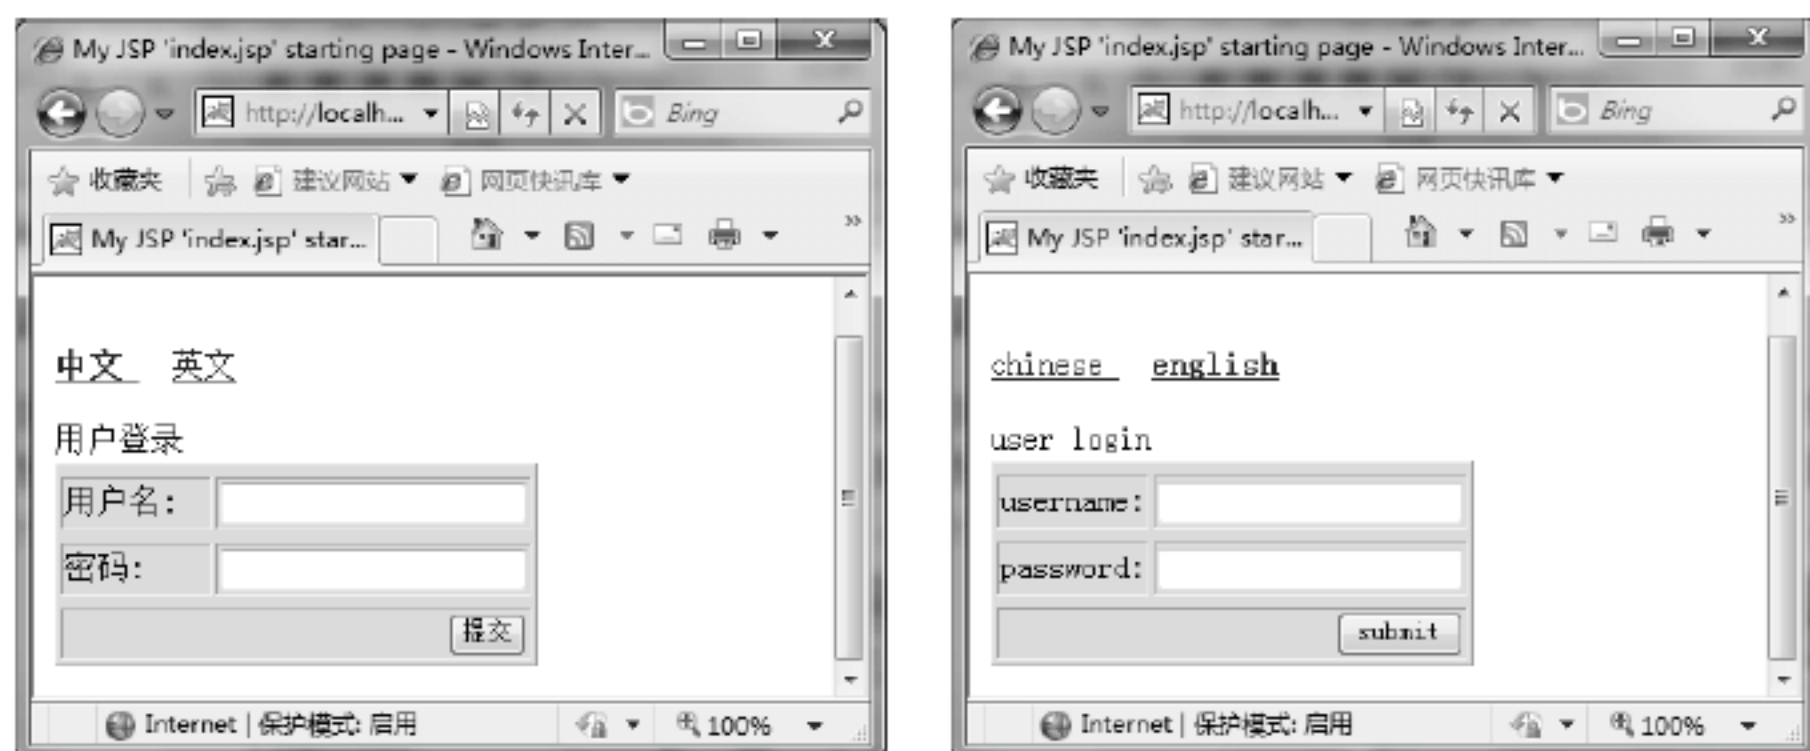 My JSP 'index.jsp' starting page - Windows Inter...
http://localh... Bing
收藏夹 建议网站 网页快讯库
My JSP 'index.jsp' star... »
中文 英文
用户登录
用户名:
密码:
提交
Internet | 保护模式: 启用 100%
My JSP 'index.jsp' starting page - Windows Inter...
http://localh... Bing
收藏夹 建议网站 网页快讯库
My JSP 'index.jsp' star... »
chinese english
user login
username:
password:
submit
Internet | 保护模式: 启用 100%